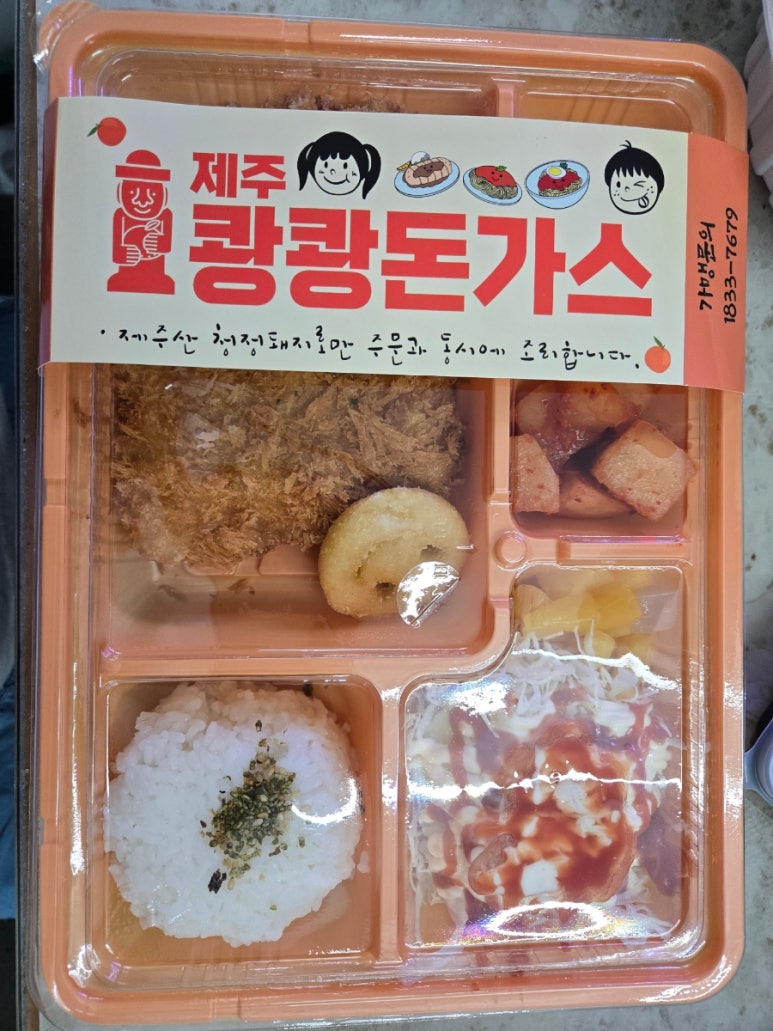 제주
쾅쾅돈가스
· 제주산 청정돼지로만 주문과 동시에 조리합니다.
가맹문의
1833-7679